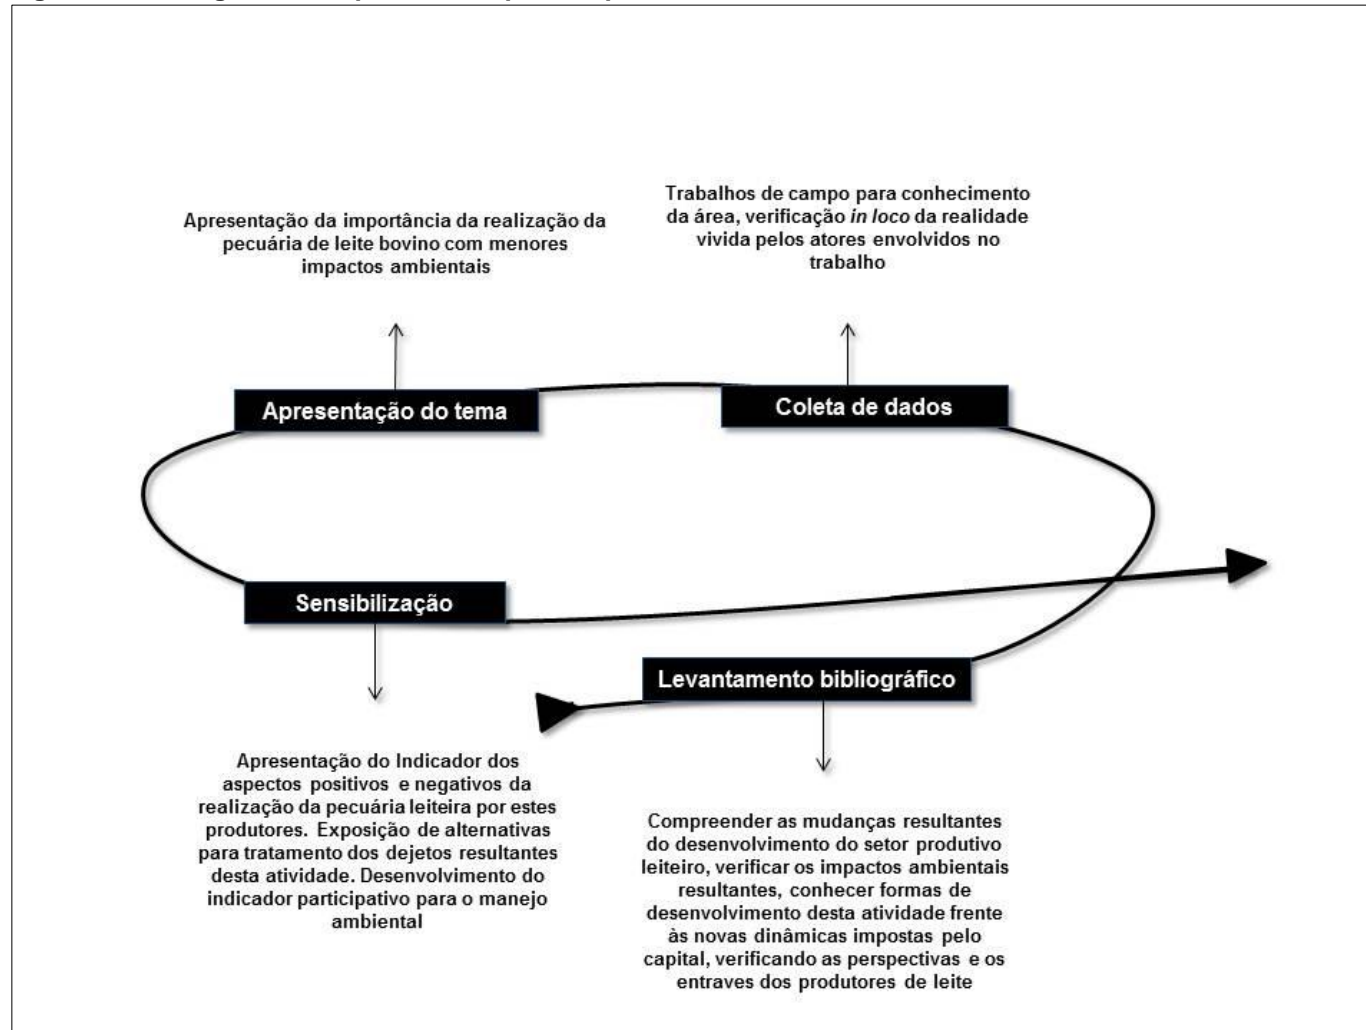 Apresentação da importância da realização da
pecuária de leite bovino com menores
impactos ambientais
Trabalhos de campo para conhecimento
da área, verificação in loco da realidade
vivida pelos atores envolvidos no
trabalho
Apresentação do tema
Coleta de dados
Sensibilização
Levantamento bibliográfico
Apresentação do Indicador dos
aspectos positivos e negativos da
realização da pecuária leiteira por estes
produtores. Exposição de alternativas
para tratamento dos dejetos resultantes
desta atividade. Desenvolvimento do
indicador participativo para o manejo
ambiental
Compreender as mudanças resultantes
do desenvolvimento do setor produtivo
leiteiro, verificar os impactos ambientais
resultantes, conhecer formas de
desenvolvimento desta atividade frente
às novas dinâmicas impostas pelo
capital, verificando as perspectivas e os
entraves dos produtores de leite